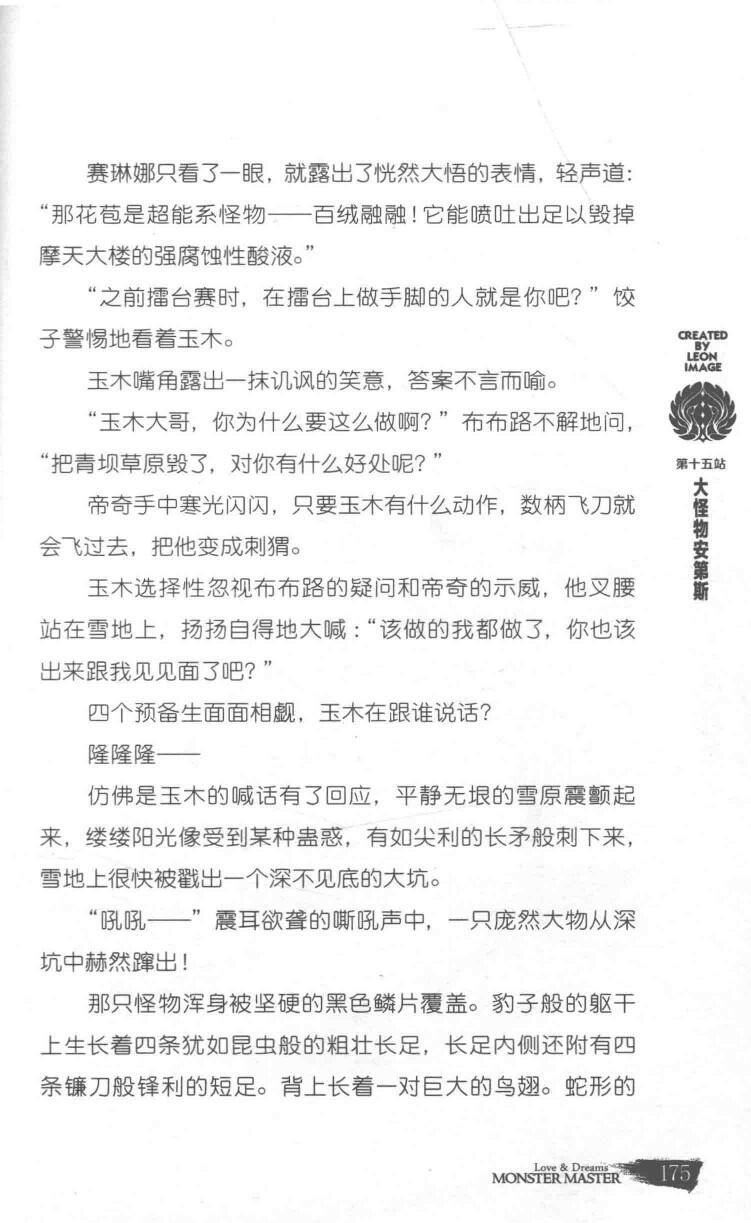 赛琳娜只看了一眼，就露出了恍然大悟的表情，轻声道：
“那花苞是超能系怪物——百绒融融！它能喷吐出足以毁掉
摩天大楼的强腐蚀性酸液。”
“之前擂台赛时，在擂台上做手脚的人就是你吧？”饺
子警惕地看着玉木。
玉木嘴角露出一抹讥讽的笑意，答案不言而喻。
“玉木大哥，你为什么要这么做啊？”布布路不解地问，
“把青坝草原毁了，对你有什么好处呢？”
帝奇手中寒光闪闪，只要玉木有什么动作，数柄飞刀就
会飞过去，把他变成刺猬。
玉木选择性忽视布布路的疑问和帝奇的示威，他叉腰
站在雪地上，扬扬自得地大喊：“该做的我都做了，你也该
出来跟我见见面了吧？”
四个预备生面面相觑，玉木在跟谁说话？
隆隆隆——
仿佛是玉木的喊话有了回应，平静无垠的雪原震颤起
来，缕缕阳光像受到某种蛊惑，有如尖利的长矛般刺下来，
雪地上很快被戳出一个深不见底的大坑。
“吼吼——”震耳欲聋的嘶吼声中，一只庞然大物从深
坑中赫然蹿出！
那只怪物浑身被坚硬的黑色鳞片覆盖。豹子般的躯干
上生长着四条犹如昆虫般的粗壮长足，长足内侧还附有四
条镰刀般锋利的短足。背上长着一对巨大的鸟翅。蛇形的
CREATED
BY
LEON
IMAGE
第十五站
大怪物安第斯
Love & Dreams
MONSTER MASTER
175